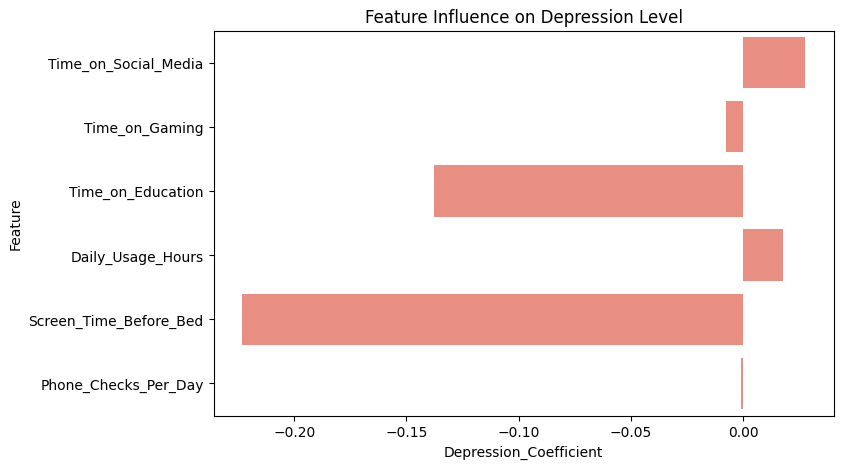 Feature Influence on Depression Level
Time_on_Social_Media
Time_on_Gaming
Time_on_Education
Daily_Usage_Hours
Screen_Time_Before_Bed
Phone_Checks_Per_Day
Feature
−0.20 −0.15 −0.10 −0.05 0.00
Depression_Coefficient